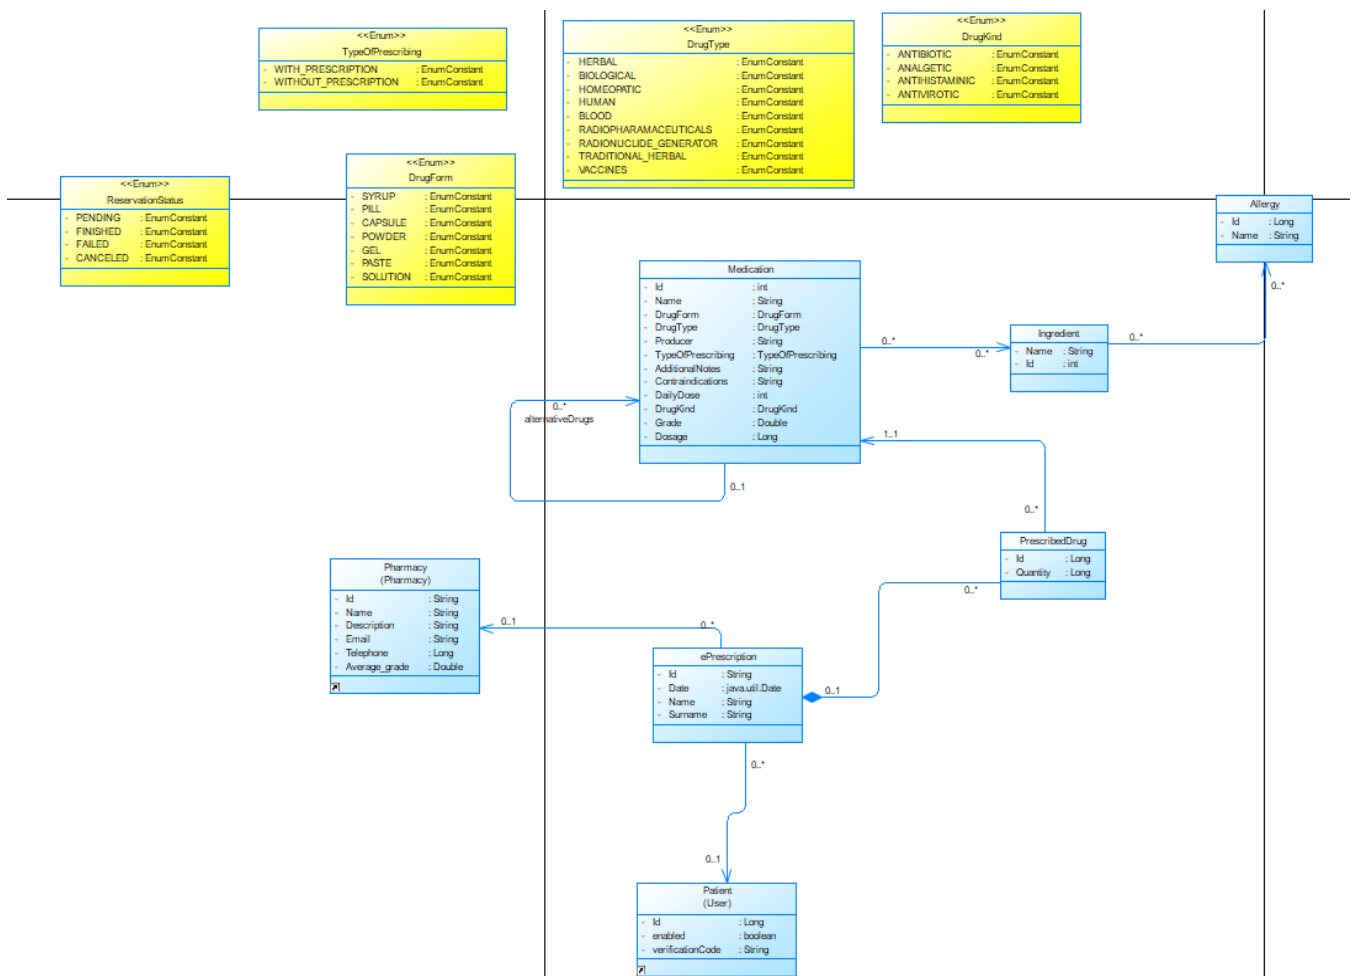 <<Enum>>
TypeOfPrescribing
- WITH_PRESCRIPTION : EnumConstant
- WITHOUT_PRESCRIPTION : EnumConstant
<<Enum>>
DrugType
- HERBAL : EnumConstant
- BIOLOGICAL : EnumConstant
- HOMEOPATIC : EnumConstant
- HUMAN : EnumConstant
- BLOOD : EnumConstant
- RADIOPHARAMACEUTICALS : EnumConstant
- RADIONUCLIDE_GENERATOR : EnumConstant
- TRADITIONAL_HERBAL : EnumConstant
- VACCINES : EnumConstant
<<Enum>>
DrugKind
- ANTIBIOTIC : EnumConstant
- ANALGETIC : EnumConstant
- ANTIHISTAMINIC : EnumConstant
- ANTIVIROTIC : EnumConstant
<<Enum>>
ReservationStatus
- PENDING : EnumConstant
- FINISHED : EnumConstant
- FAILED : EnumConstant
- CANCELED : EnumConstant
<<Enum>>
DrugForm
- SYRUP : EnumConstant
- PILL : EnumConstant
- CAPSULE : EnumConstant
- POWDER : EnumConstant
- GEL : EnumConstant
- PASTE : EnumConstant
- SOLUTION : EnumConstant
Allergy
- Id : Long
- Name : String
0..*
Medication
- Id : int
- Name : String
- DrugForm : DrugForm
- DrugType : DrugType
- Producer : String
- TypeOfPrescribing : TypeOfPrescribing
- AdditionalNotes : String
- Contraindications : String
- DailyDose : int
- DrugKind : DrugKind
- Grade : Double
- Dosage : Long
0..*
0..*
Ingredient
- Name : String
- Id : int
0..*
0..*
alternativeDrugs
0..1
1..1
0..*
PrescribedDrug
- Id : Long
- Quantity : Long
0..*
Pharmacy
(Pharmacy)
- Id : String
- Name : String
- Description : String
- Email : String
- Telephone : Long
- Average_grade : Double
0..1
0..*
ePrescription
- Id : String
- Date : java.util.Date
- Name : String
- Surname : String
0..1
0..*
0..1
Patient
(User)
- Id : Long
- enabled : boolean
- verificationCode : String